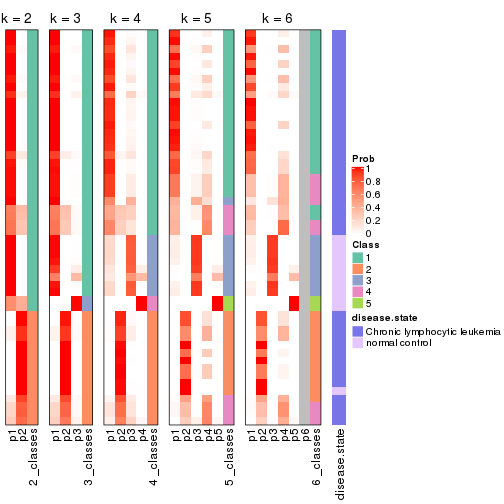 k = 2 k = 3 k = 4 k = 5 k = 6
Prob
1
0.8
0.6
0.4
0.2
0
Class
1
2
3
4
5
disease.state
Chronic lymphocytic leukemia
normal control
p1 p2 2_classes p1 p2 p3 3_classes p1 p2 p3 p4 4_classes p1 p2 p3 p4 p5 5_classes p1 p2 p3 p4 p5 p6 6_classes disease.state